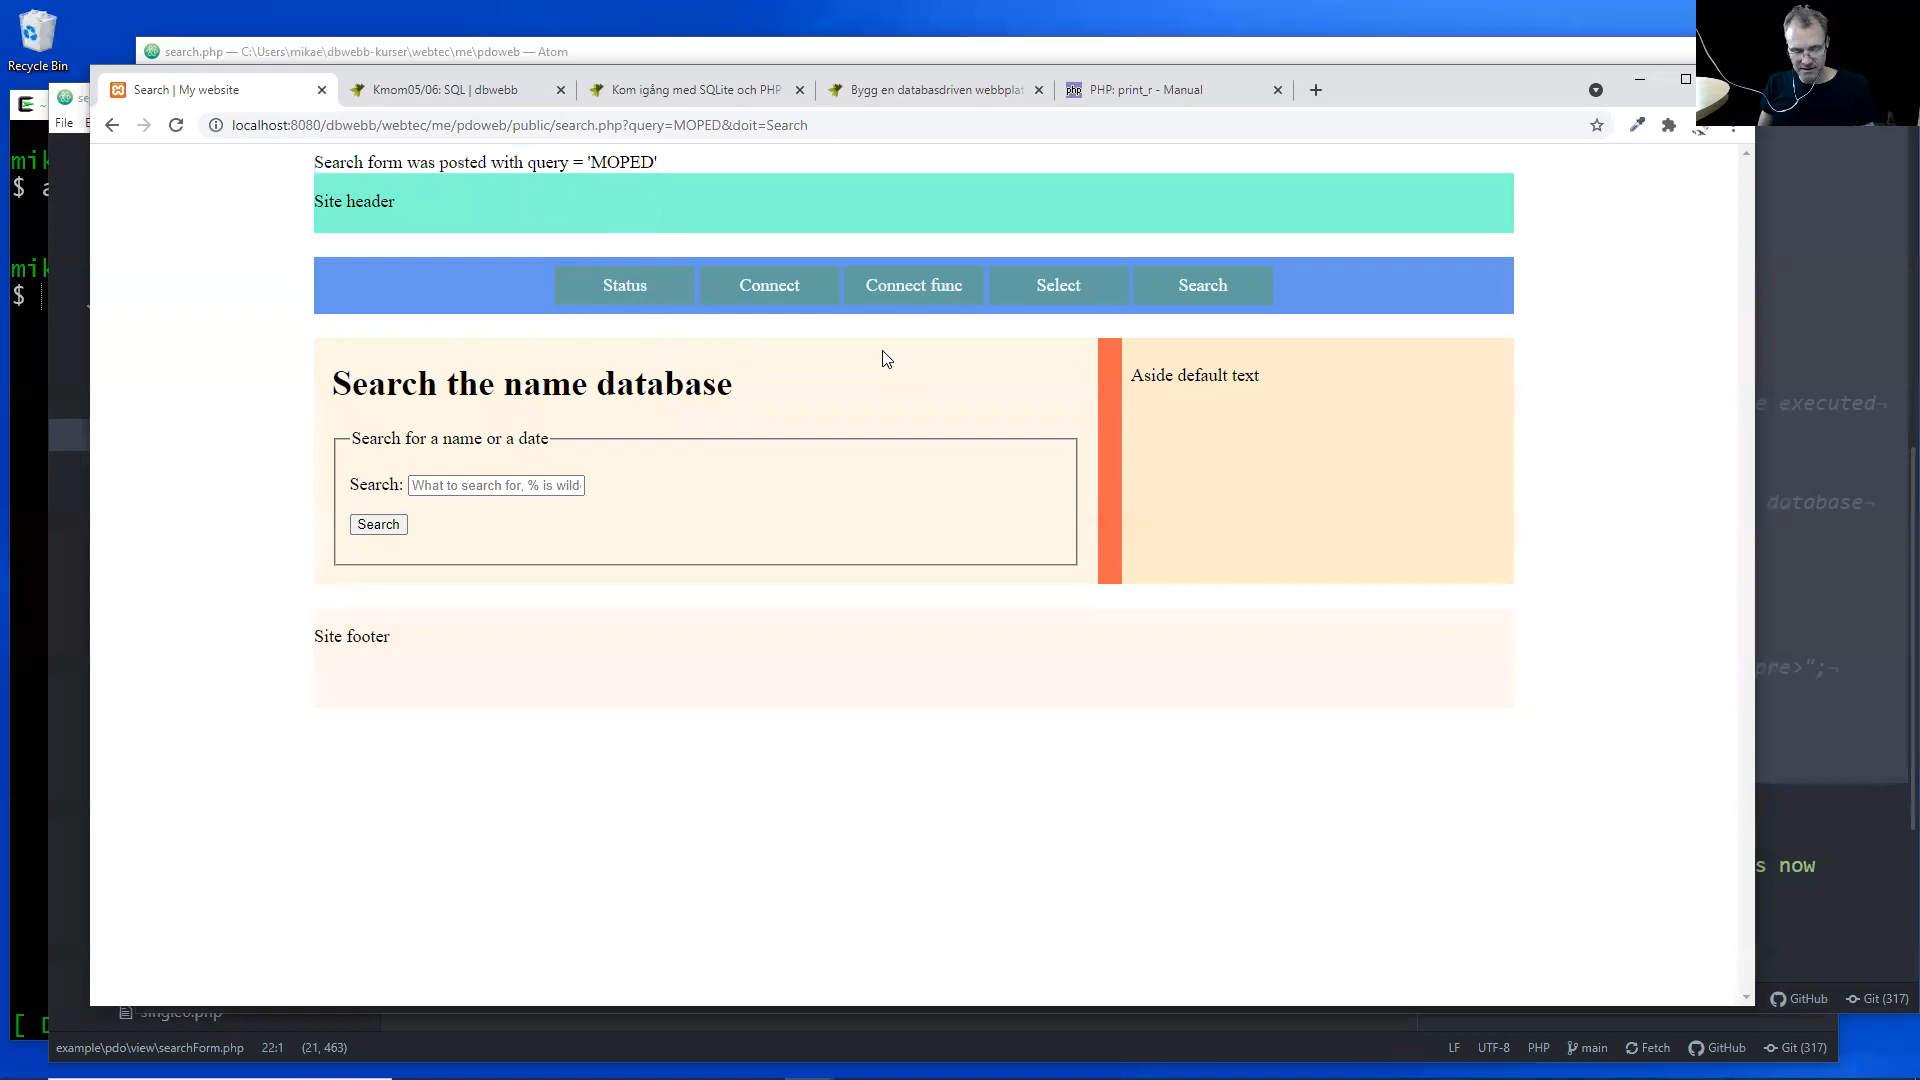 Recycle Bin
search.php — C:\Users\mikae\dbwebb-kurser\webtec\me\pdoweb — Atom
Search | My website
Kmom05/06: SQL | dbwebb
Kom igång med SQLite och PHP
Bygg en databasdriven webbplat
php PHP: print_r - Manual
File
localhost:8080/dbwebb/webtec/me/pdoweb/public/search.php?query=MOPED&doit=Search
mik
$
mik
$
Search form was posted with query = 'MOPED'
Site header
Status Connect Connect func Select Search
Search the name database
Search for a name or a date
Search: What to search for, % is wild
Search
Aside default text
Site footer
e executed¬
database¬
pre>";¬
s now
GitHub Git (317)
example\pdo\view\searchForm.php 22:1 (21, 463)
LF UTF-8 PHP main Fetch GitHub Git (317)